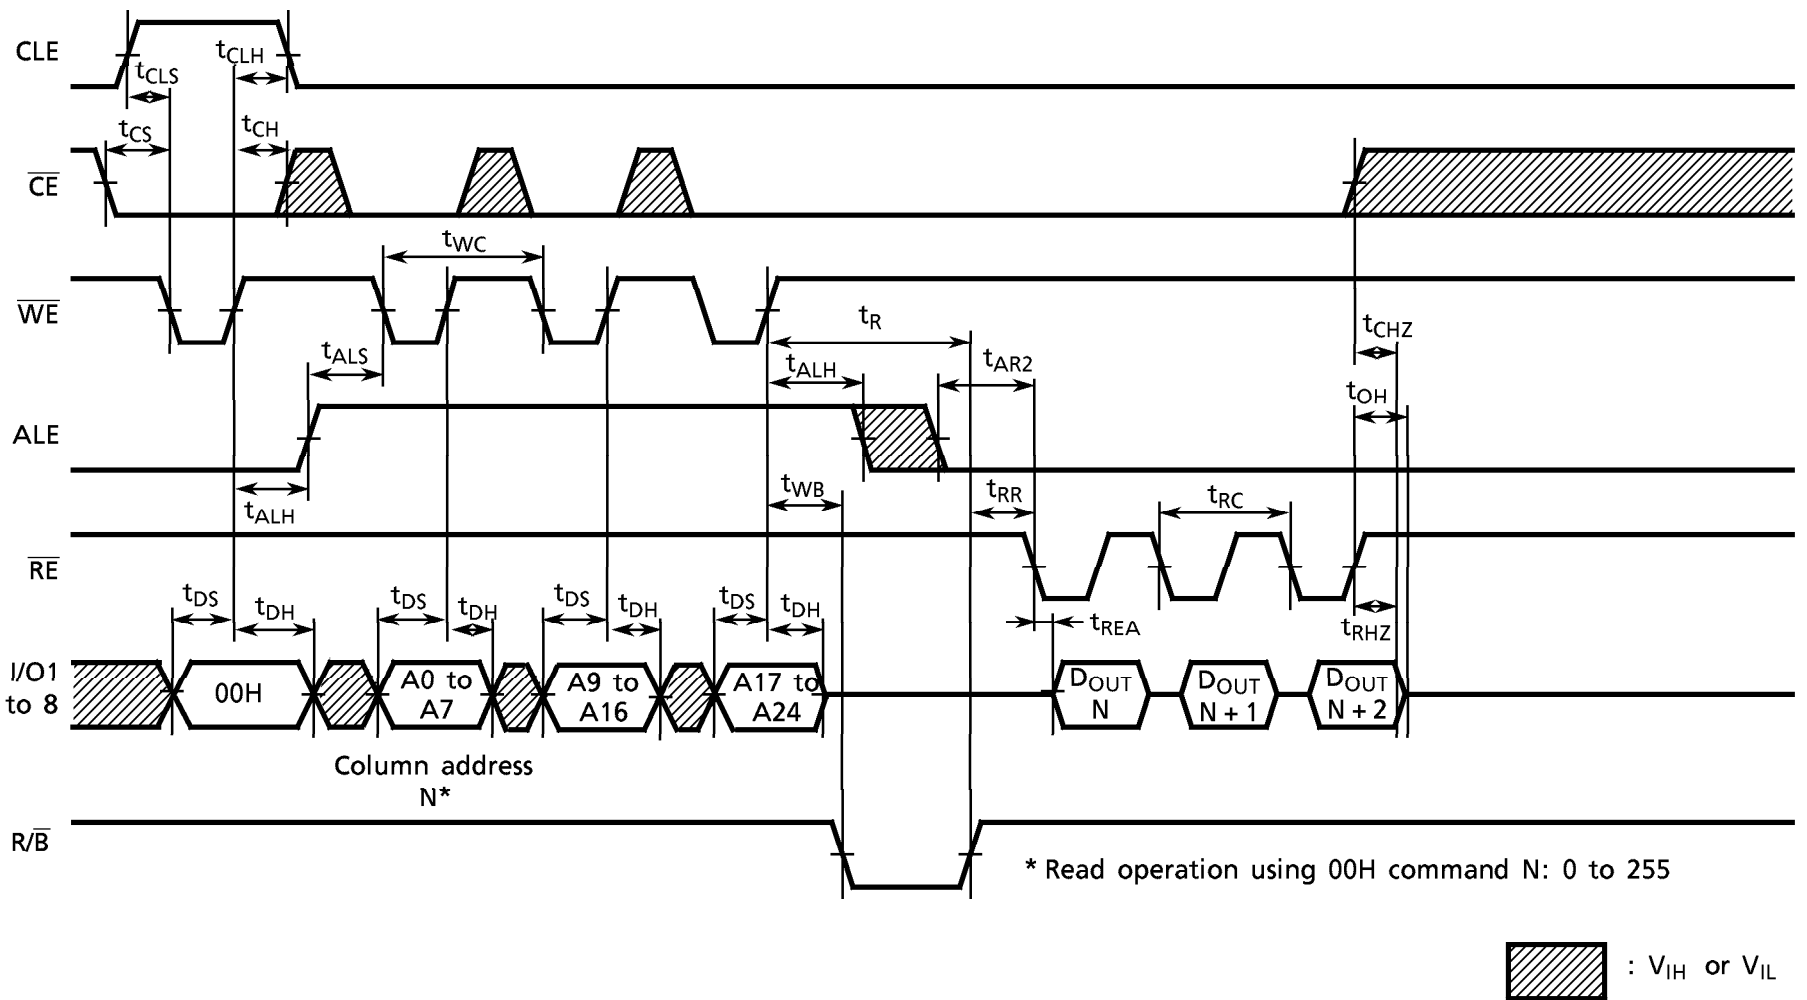 CLE
tCLH
tCLS
tCS
tCH
CE
tWC
WE
tR
tCHZ
tALS
tALH
tAR2
tOH
ALE
tWB
tRR
tRC
tALH
RE
tDS
tDH
tDS
tDH
tDS
tDH
tDS
tDH
tREA
tRHZ
I/O1
to 8
00H
A0 to
A7
A9 to
A16
A17 to
A24
DOUT
N
DOUT
N + 1
DOUT
N + 2
Column address
N*
R/B
* Read operation using 00H command N: 0 to 255
: VIH or VIL